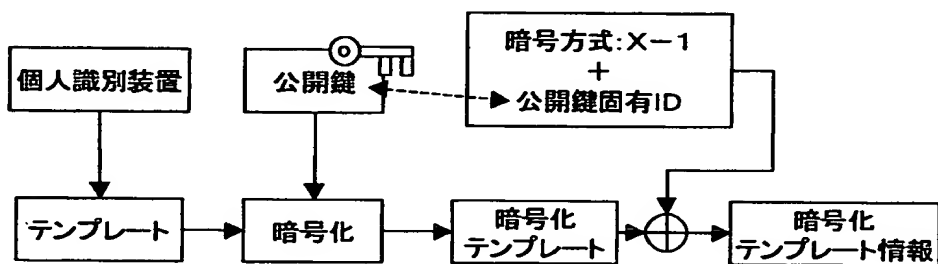 個人識別装置
公開鍵
暗号方式:X-1
+
公開鍵固有ID
テンプレート
暗号化
暗号化
テンプレート
暗号化
テンプレート情報